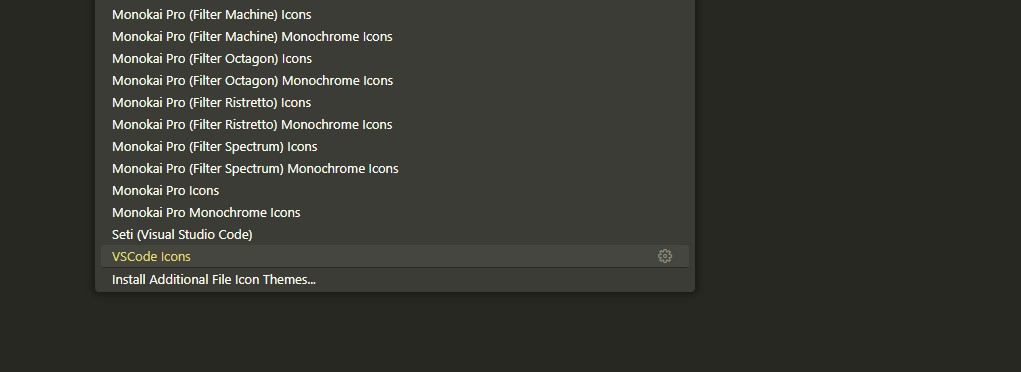 Monokai Pro (Filter Machine) Icons
Monokai Pro (Filter Machine) Monochrome Icons
Monokai Pro (Filter Octagon) Icons
Monokai Pro (Filter Octagon) Monochrome Icons
Monokai Pro (Filter Ristretto) Icons
Monokai Pro (Filter Ristretto) Monochrome Icons
Monokai Pro (Filter Spectrum) Icons
Monokai Pro (Filter Spectrum) Monochrome Icons
Monokai Pro Icons
Monokai Pro Monochrome Icons
Seti (Visual Studio Code)
VSCode Icons
Install Additional File Icon Themes...